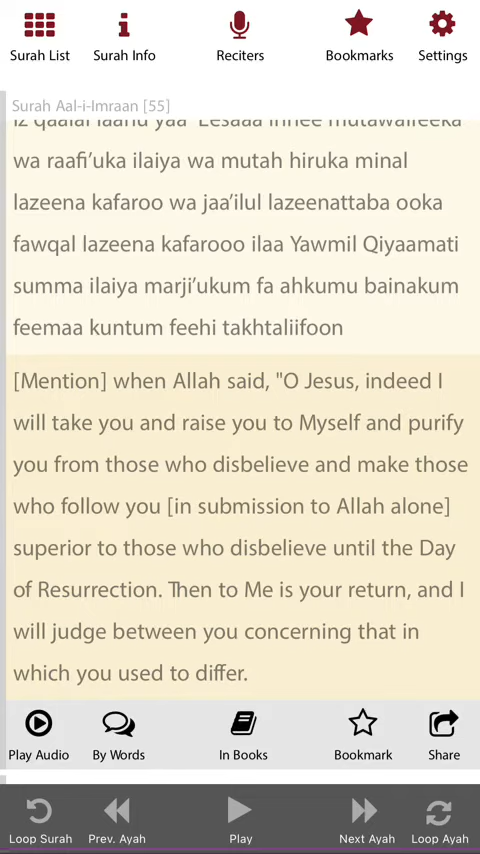 Surah List
Surah Info
Reciters
Bookmarks
Settings
Surah Aal-i-Imraan [55]
wa raafi’uka ilaiya wa mutah hiruka minal
lazeena kafaroo wa jaa’ilul lazeenattaba ooka
fawqal lazeena kafarooo ilaa Yawmil Qiyaamati
summa ilaiya marji’ukum fa ahkumu bainakum
feemaa kuntum feehi takhtaliifoon
[Mention] when Allah said, "O Jesus, indeed I
will take you and raise you to Myself and purify
you from those who disbelieve and make those
who follow you [in submission to Allah alone]
superior to those who disbelieve until the Day
of Resurrection. Then to Me is your return, and I
will judge between you concerning that in
which you used to differ.
Play Audio
By Words
In Books
Bookmark
Share
Loop Surah
Prev. Ayah
Play
Next Ayah
Loop Ayah